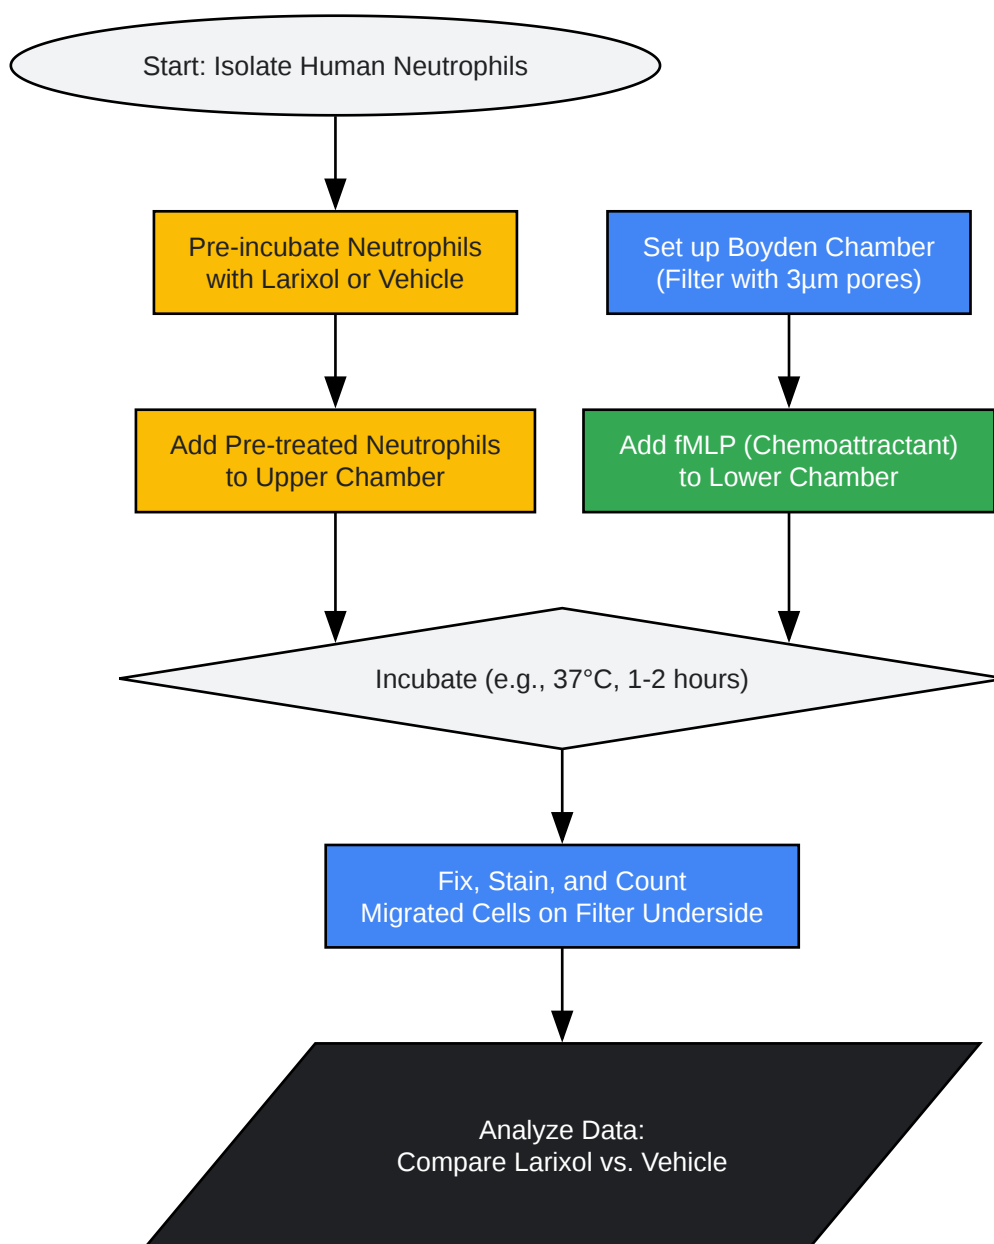 Start: Isolate Human Neutrophils
Pre-incubate Neutrophils
with Larixol or Vehicle
Set up Boyden Chamber
(Filter with 3µm pores)
Add Pre-treated Neutrophils
to Upper Chamber
Add fMLP (Chemoattractant)
to Lower Chamber
Incubate (e.g., 37°C, 1-2 hours)
Fix, Stain, and Count
Migrated Cells on Filter Underside
Analyze Data:
Compare Larixol vs. Vehicle